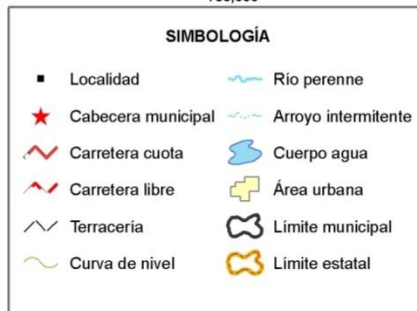 SIMBOLOGÍA
Localidad
Río perenne
Cabecera municipal
Arroyo intermitente
Carretera cuota
Cuerpo agua
Carretera libre
Área urbana
Terracería
Límite municipal
Curva de nivel
Límite estatal